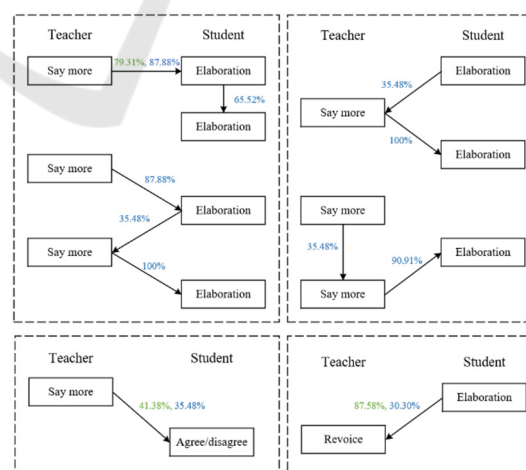 Teacher Student
Say more 79.31%, 87.88% Elaboration
65.52%
Elaboration
Say more
87.88%
Elaboration
35.48%
Say more
100%
Elaboration
Teacher Student
Elaboration
35.48%
Say more
100%
Elaboration
Say more
35.48%
Elaboration
90.91%
Say more
Teacher Student
Say more
41.38%, 35.48%
Agree/disagree
Teacher Student
Elaboration
87.58%, 30.30%
Revoice